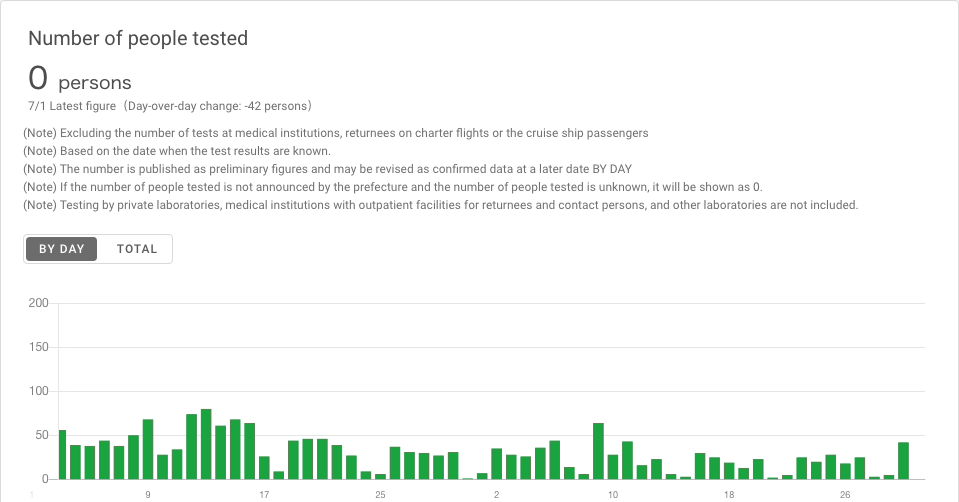 Number of people tested
0 persons
7/1 Latest figure（Day-over-day change: -42 persons）
(Note) Excluding the number of tests at medical institutions, returnees on charter flights or the cruise ship passengers
(Note) Based on the date when the test results are known.
(Note) The number is published as preliminary figures and may be revised as confirmed data at a later date BY DAY
(Note) If the number of people tested is not announced by the prefecture and the number of people tested is unknown, it will be shown as 0.
(Note) Testing by private laboratories, medical institutions with outpatient facilities for returnees and contact persons, and other laboratories are not included.
BY DAY TOTAL
200
150
100
50
0
1 9 17 25 2 10 18 26